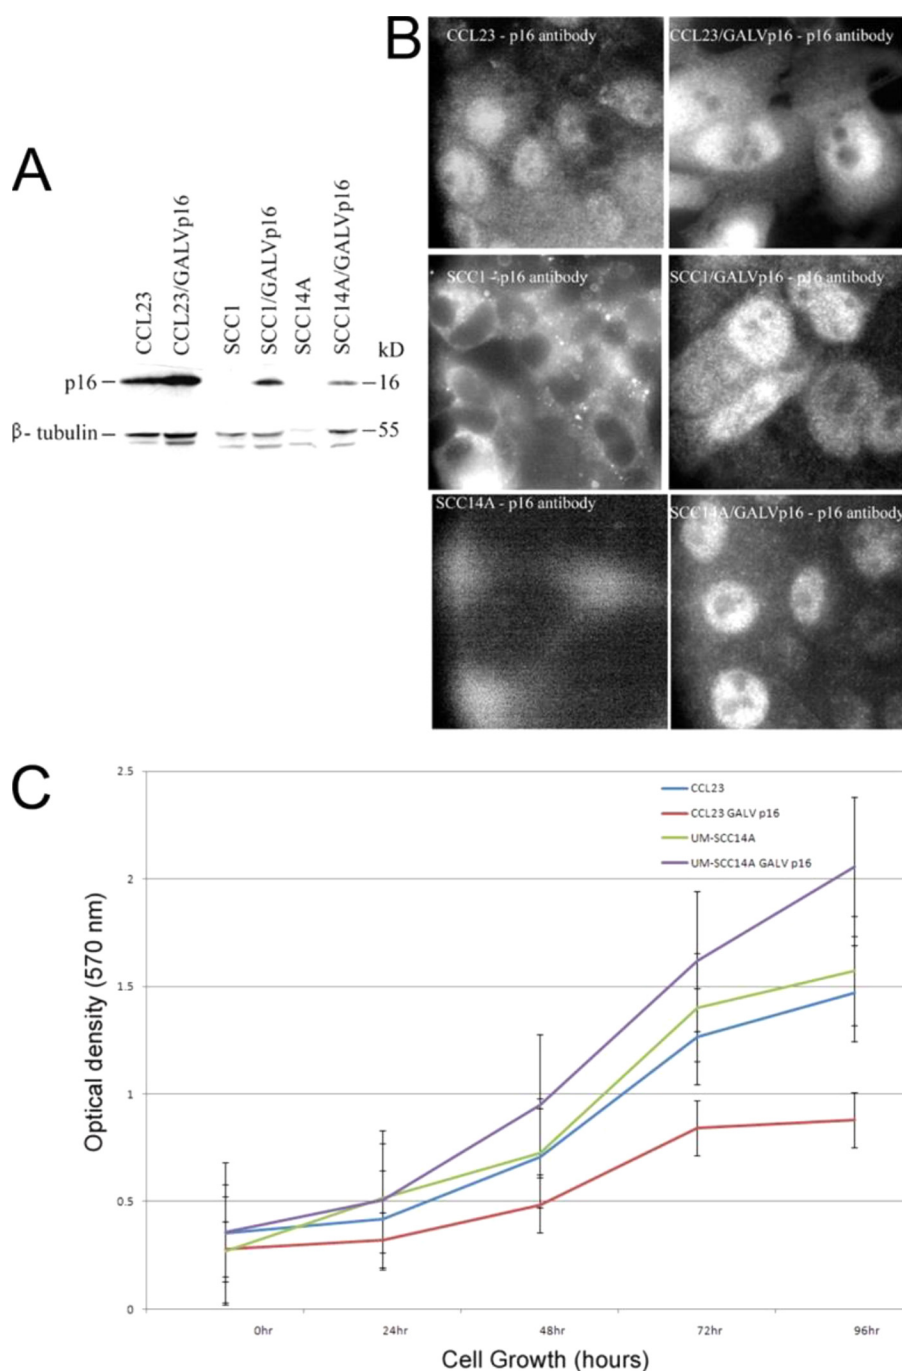 A
CCL23
CCL23/GALVp16
SCC1
SCC1/GALVp16
SCC14A
SCC14A/GALVp16
kD
p16
16
β- tubulin
55
B
CCL23 - p16 antibody
CCL23/GALVp16 - p16 antibody
SCC1 - p16 antibody
SCC1/GALVp16 - p16 antibody
SCC14A - p16 antibody
SCC14A/GALVp16 - p16 antibody
C
Optical density (570 nm)
2.5
2
1.5
1
0.5
0
CCL23
CCL23 GALV p16
UM-SCC14A
UM-SCC14A GALV p16
0hr
24hr
48hr
72hr
96hr
Cell Growth (hours)